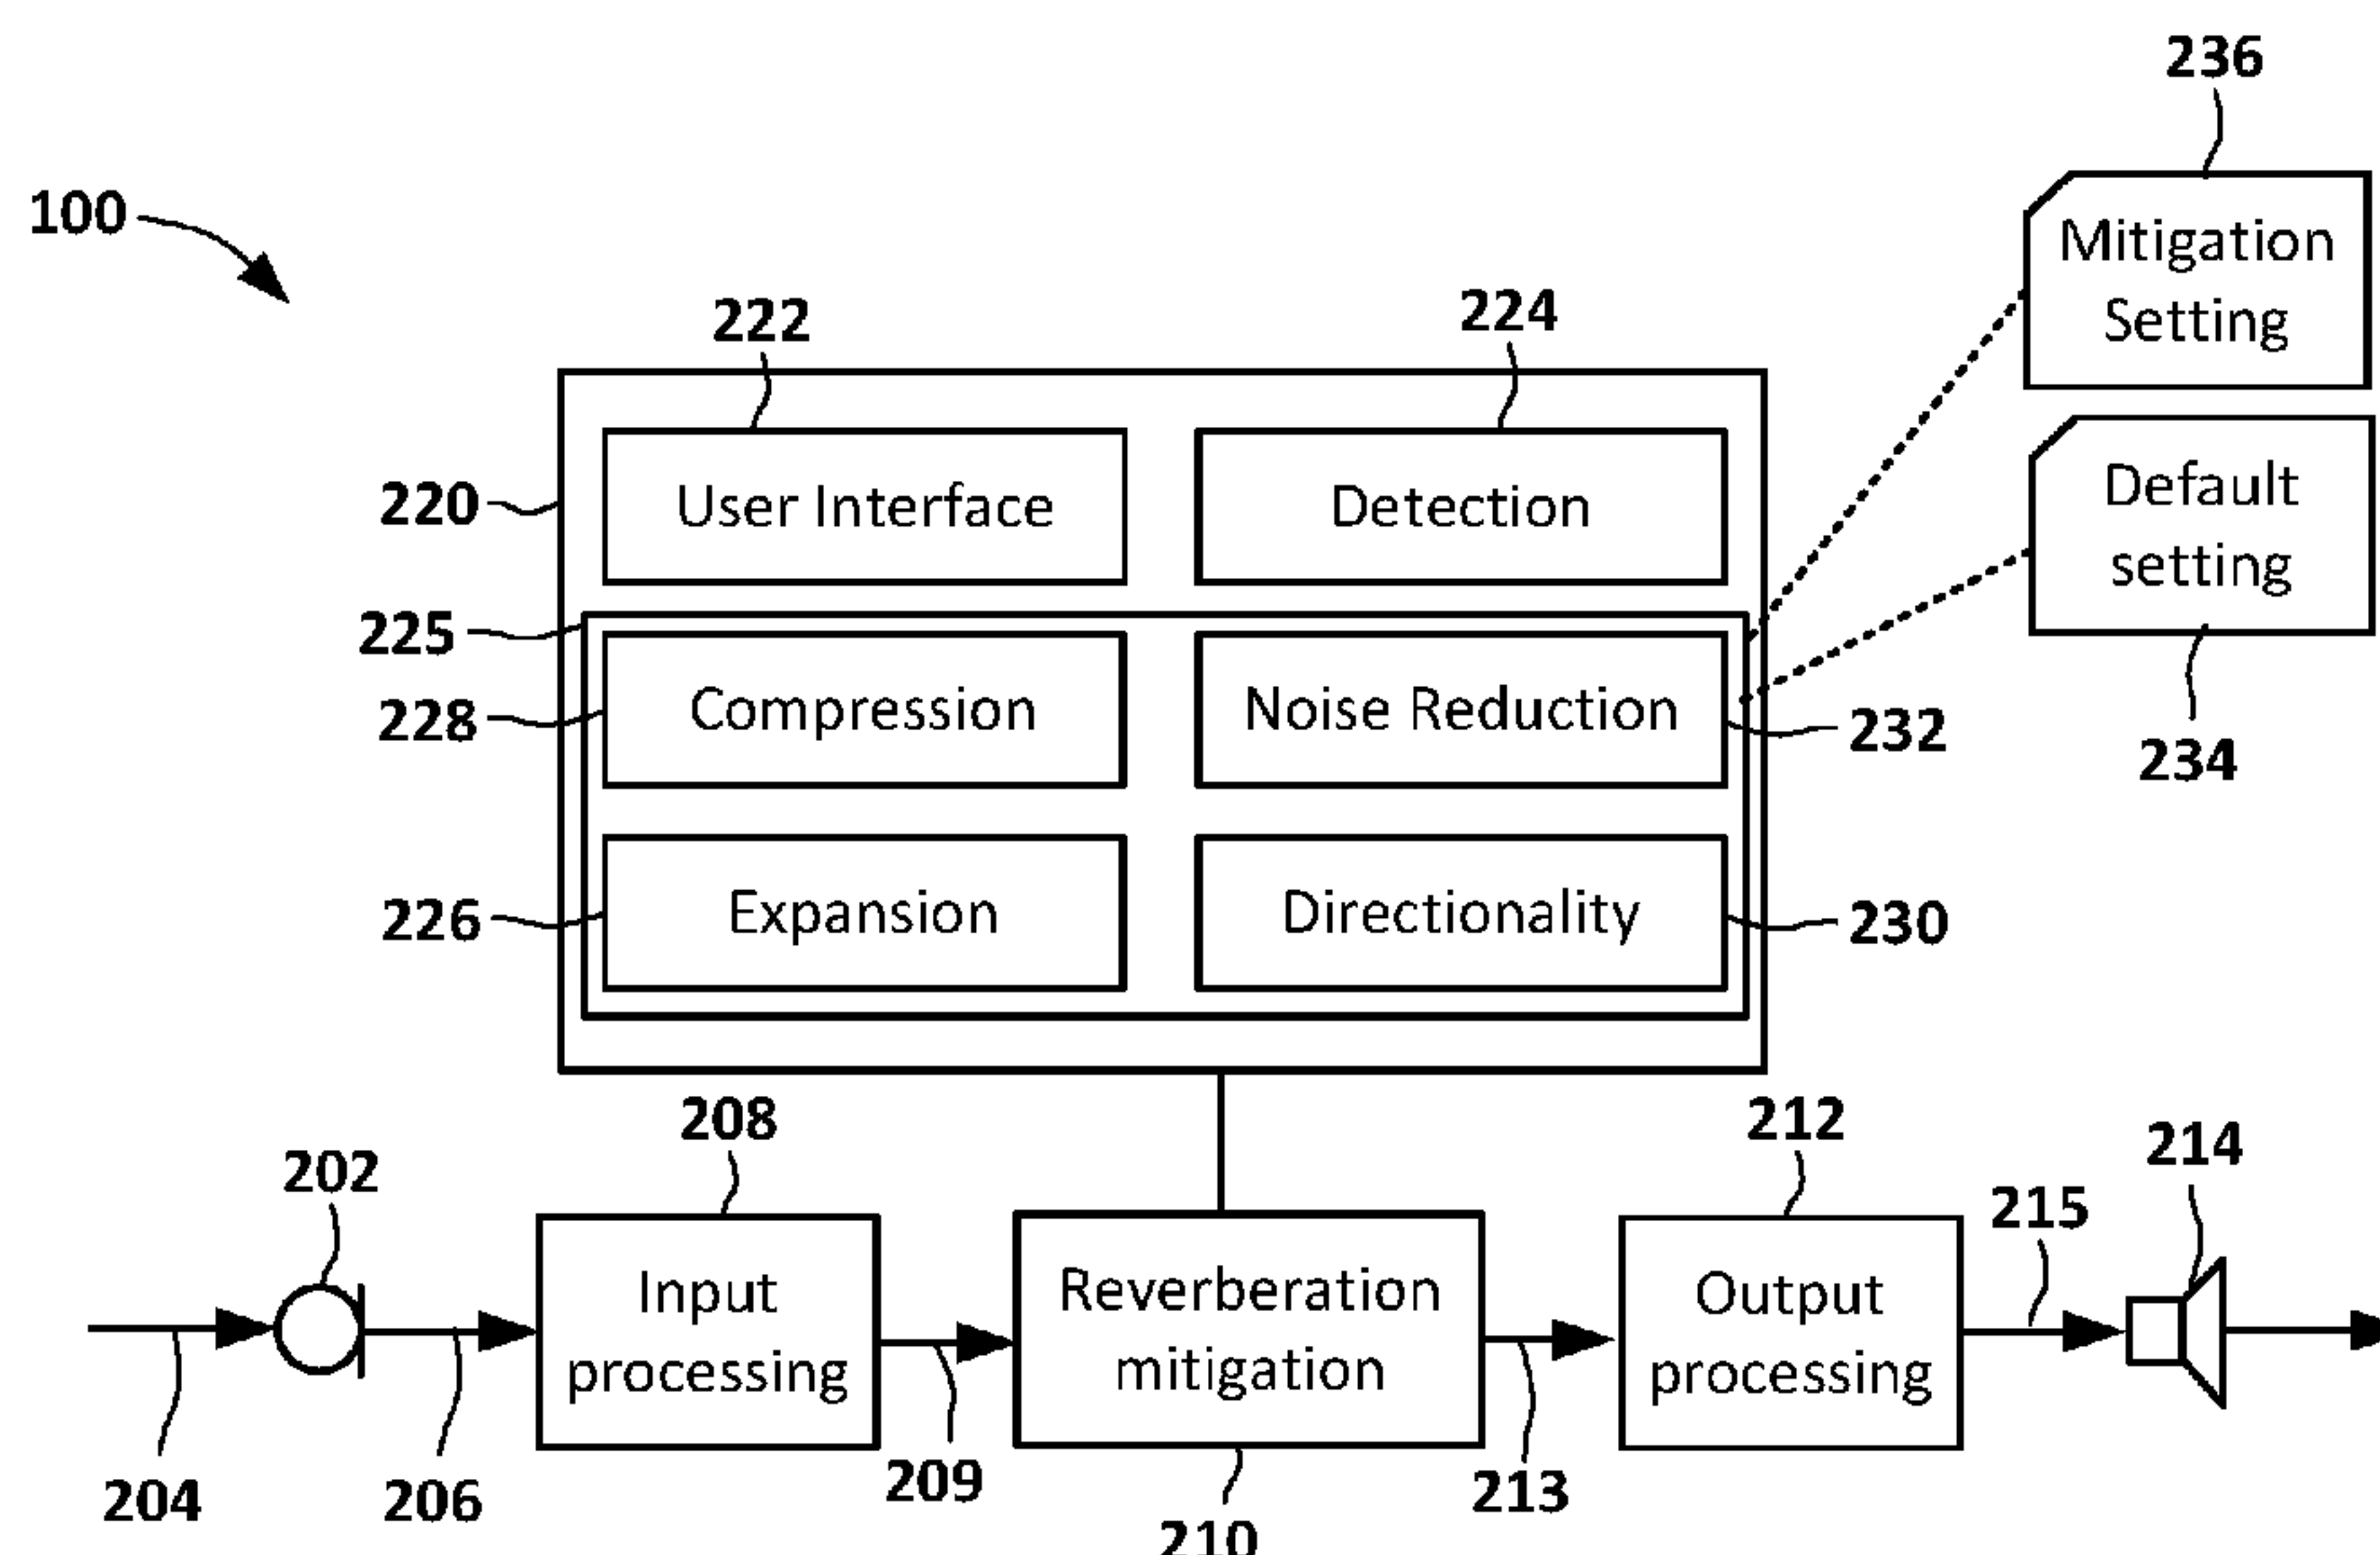 236
100
Mitigation
Setting
222
224
220
User Interface
Detection
Default
setting
225
228
Compression
Noise Reduction
232
234
226
Expansion
Directionality
230
208
212
214
202
215
Input
processing
Reverberation
mitigation
Output
processing
204
206
209
213
210